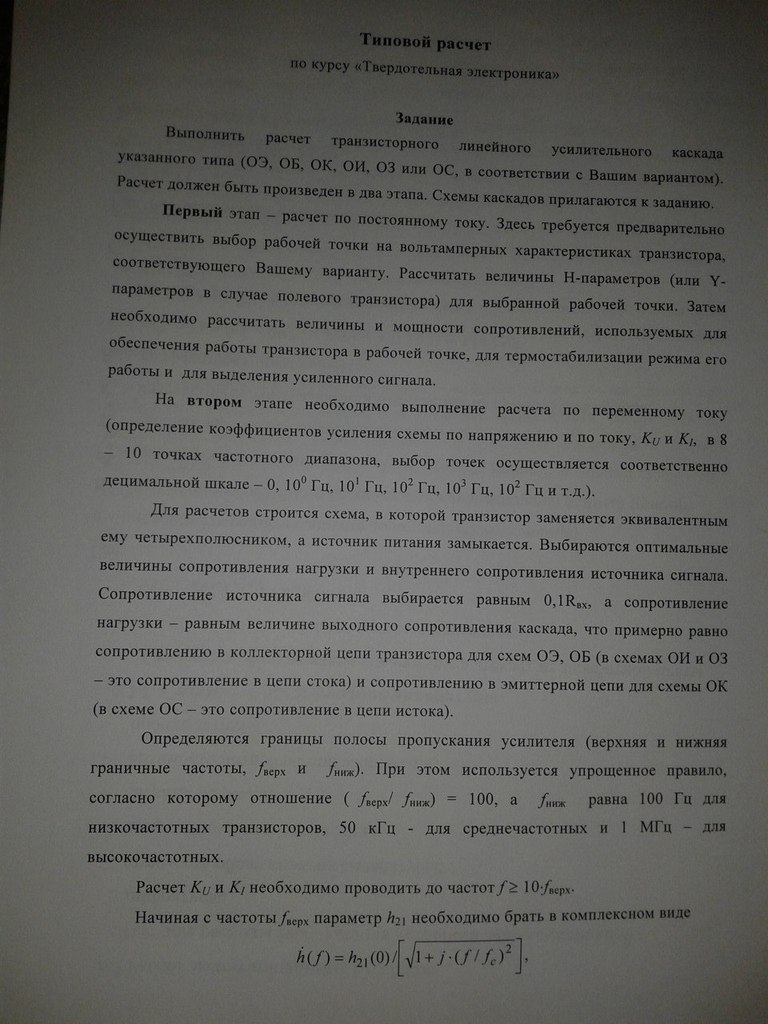 Типовой расчет
по курсу «Твердотельная электроника»
Задание
Выполнить расчет транзисторного линейного усилительного каскада
указанного типа (ОЭ, ОБ, ОК, ОИ, ОЗ или ОС, в соответствии с Вашим вариантом).
Расчет должен быть произведен в два этапа. Схемы каскадов прилагаются к заданию.
Первый этап – расчет по постоянному току. Здесь требуется предварительно
осуществить выбор рабочей точки на вольтамперных характеристиках транзистора,
соответствующего Вашему варианту. Рассчитать величины Н-параметров (или Y-
параметров в случае полевого транзистора) для выбранной рабочей точки. Затем
необходимо рассчитать величины и мощности сопротивлений, используемых для
обеспечения работы транзистора в рабочей точке, для термостабилизации режима его
работы и для выделения усиленного сигнала.
На втором этапе необходимо выполнение расчета по переменному току
(определение коэффициентов усиления схемы по напряжению и по току, K_U и K_I, в 8
– 10 точках частотного диапазона, выбор точек осуществляется соответственно
децимальной шкале – 0, 10⁰ Гц, 10¹ Гц, 10² Гц, 10³ Гц, 10² Гц и т.д.).
Для расчетов строится схема, в которой транзистор заменяется эквивалентным
ему четырехполюсником, а источник питания замыкается. Выбираются оптимальные
величины сопротивления нагрузки и внутреннего сопротивления источника сигнала.
Сопротивление источника сигнала выбирается равным 0,1R_вх, а сопротивление
нагрузки – равным величине выходного сопротивления каскада, что примерно равно
сопротивлению в коллекторной цепи транзистора для схем ОЭ, ОБ (в схемах ОИ и ОЗ
– это сопротивление в цепи стока) и сопротивлению в эмиттерной цепи для схемы ОК
(в схеме ОС – это сопротивление в цепи истока).
Определяются границы полосы пропускания усилителя (верхняя и нижняя
граничные частоты, f_верх и f_ниж). При этом используется упрощенное правило,
согласно которому отношение ( f_верх/ f_ниж) = 100, а f_ниж равна 100 Гц для
низкочастотных транзисторов, 50 кГц - для среднечастотных и 1 МГц – для
высокочастотных.
Расчет K_U и K_I необходимо проводить до частот f ≥ 10·f_верх.
Начиная с частоты f_верх параметр h₂₁ необходимо брать в комплексном виде
ḣ(f) = h₂₁(0)/[√(1 + j·(f / f_c)²)],